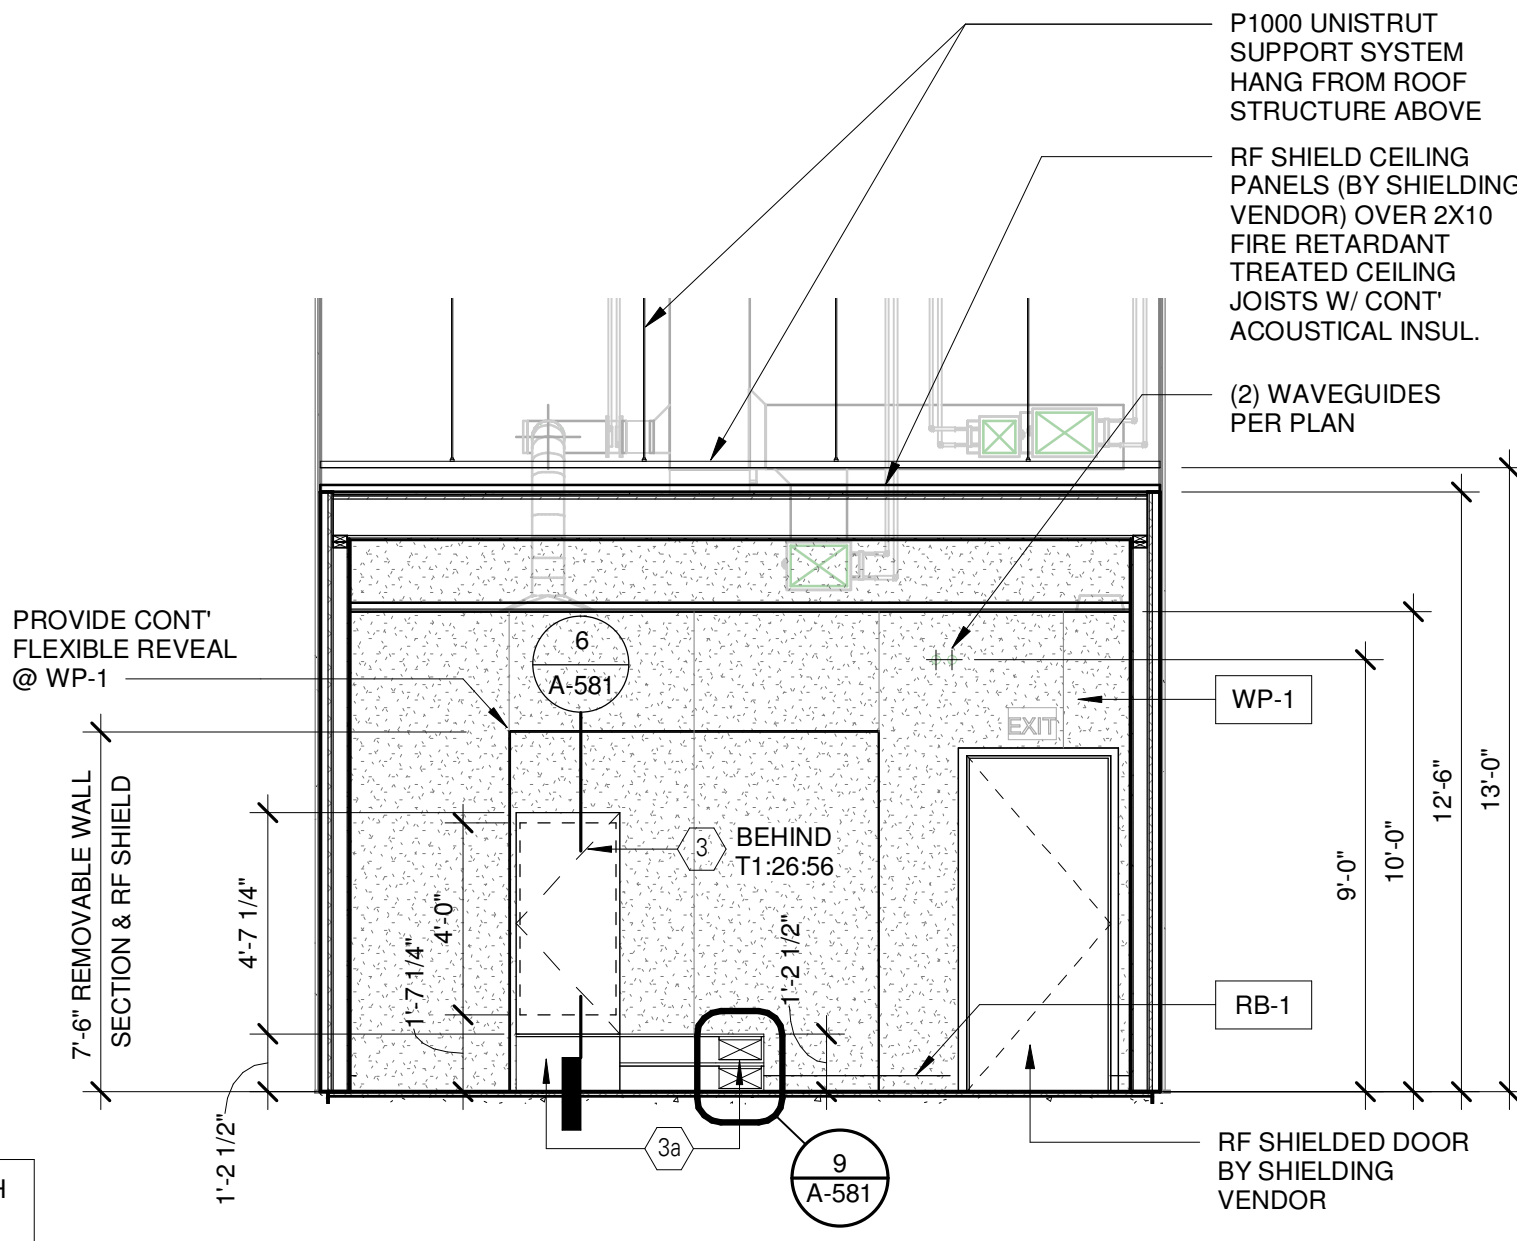 P1000 UNISTRUT
SUPPORT SYSTEM
HANG FROM ROOF
STRUCTURE ABOVE
RF SHIELD CEILING
PANELS (BY SHIELDING
VENDOR) OVER 2X10
FIRE RETARDANT
TREATED CEILING
JOISTS W/ CONT'
ACOUSTICAL INSUL.
(2) WAVEGUIDES
PER PLAN
PROVIDE CONT'
FLEXIBLE REVEAL
@ WP-1
6
A-581
WP-1
EXIT
7'-6" REMOVABLE WALL
SECTION & RF SHIELD
4'-7 1/4"
1'-2 1/2"
4'-0"
1'-7 1/4"
3
BEHIND
T1:26:56
1'-2 1/2"
9'-0"
10'-0"
12'-6"
13'-0"
RB-1
3a
9
A-581
RF SHIELDED DOOR
BY SHIELDING
VENDOR
H